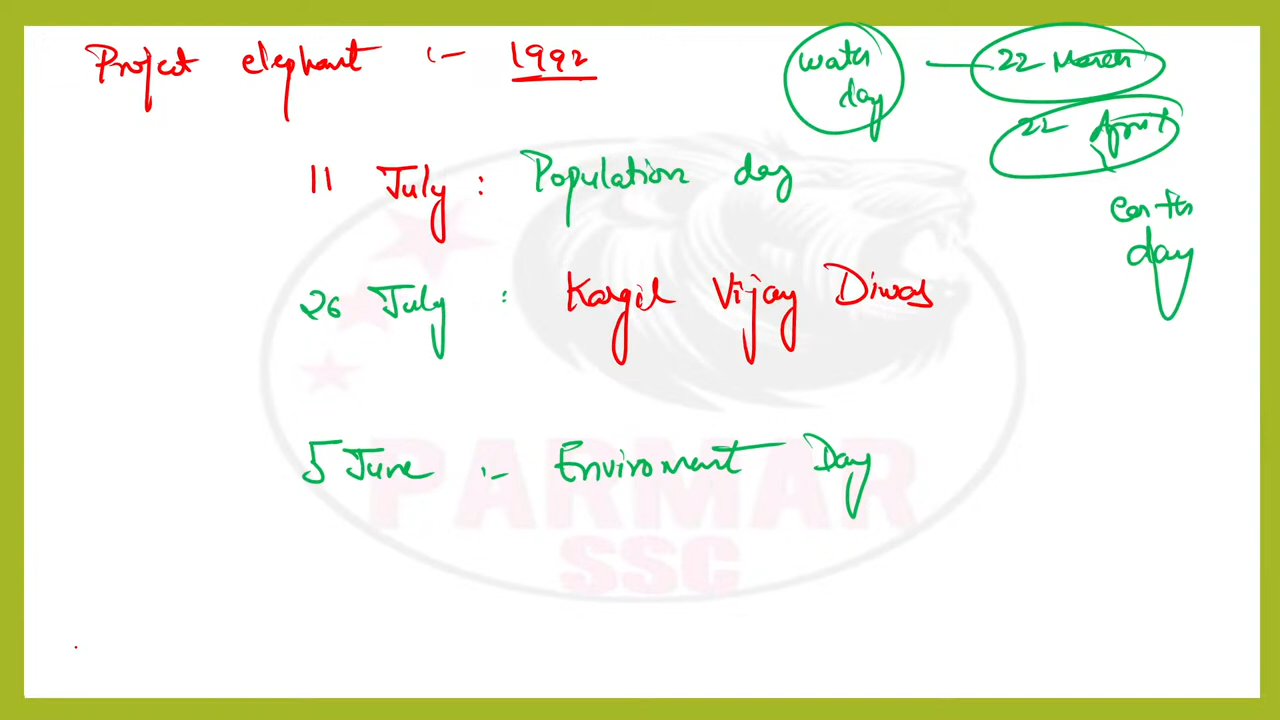 Project elephant :- 1992
water day — 22 March
22 April
earth day
11 July : Population day
26 July : Kargil Vijay Diwas
5 June :- Enviroment Day
PARMAR
SSC